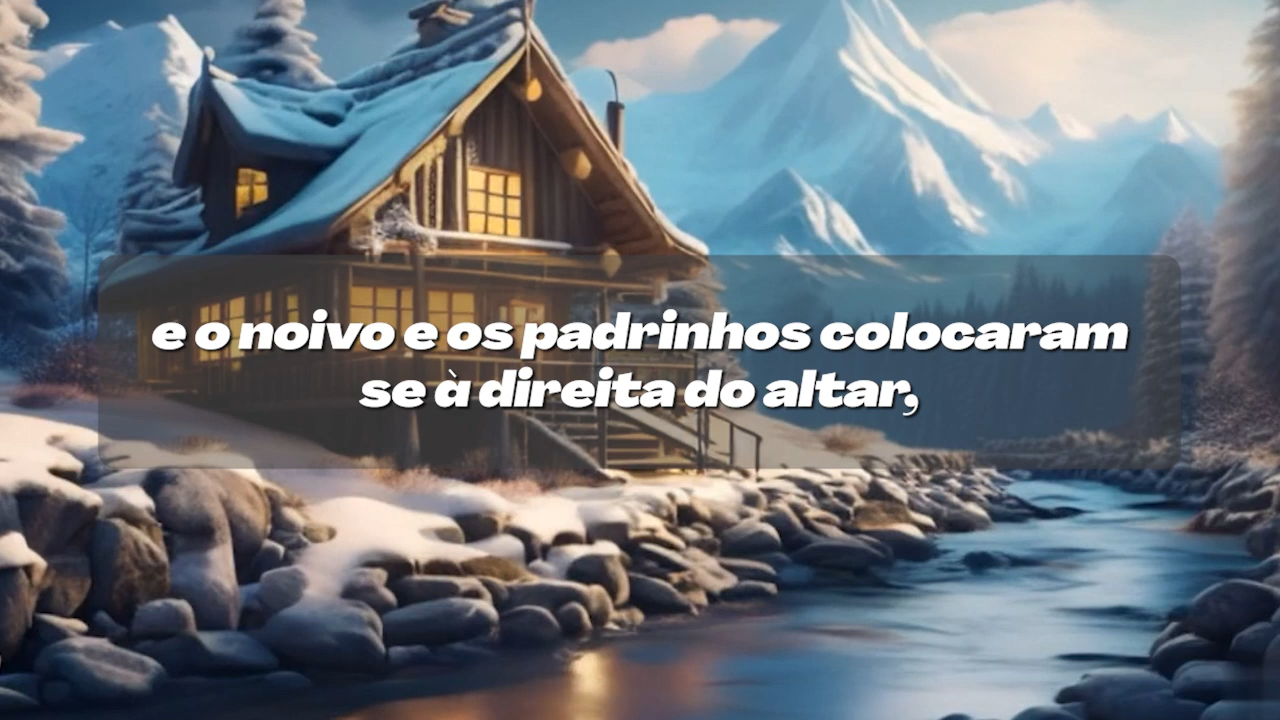 e o noivo e os padrinhos colocaram
se à direita do altar,